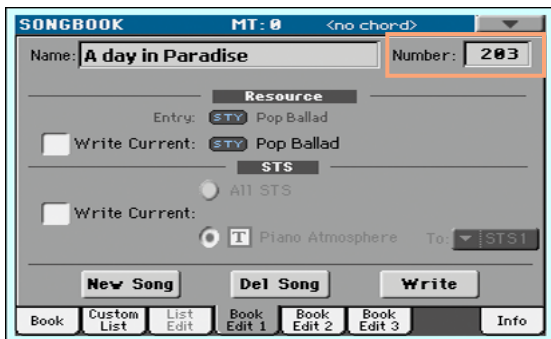 SONGBOOK MT:0 <no chord>
Name: A day in Paradise Number: 203
Resource
Entry: STY Pop Ballad
Write Current: STY Pop Ballad
STS
All STS
Write Current:
T Piano Atmosphere To: STS1
New Song Del Song Write
Book Custom List List Edit Book Edit 1 Book Edit 2 Book Edit 3 Info